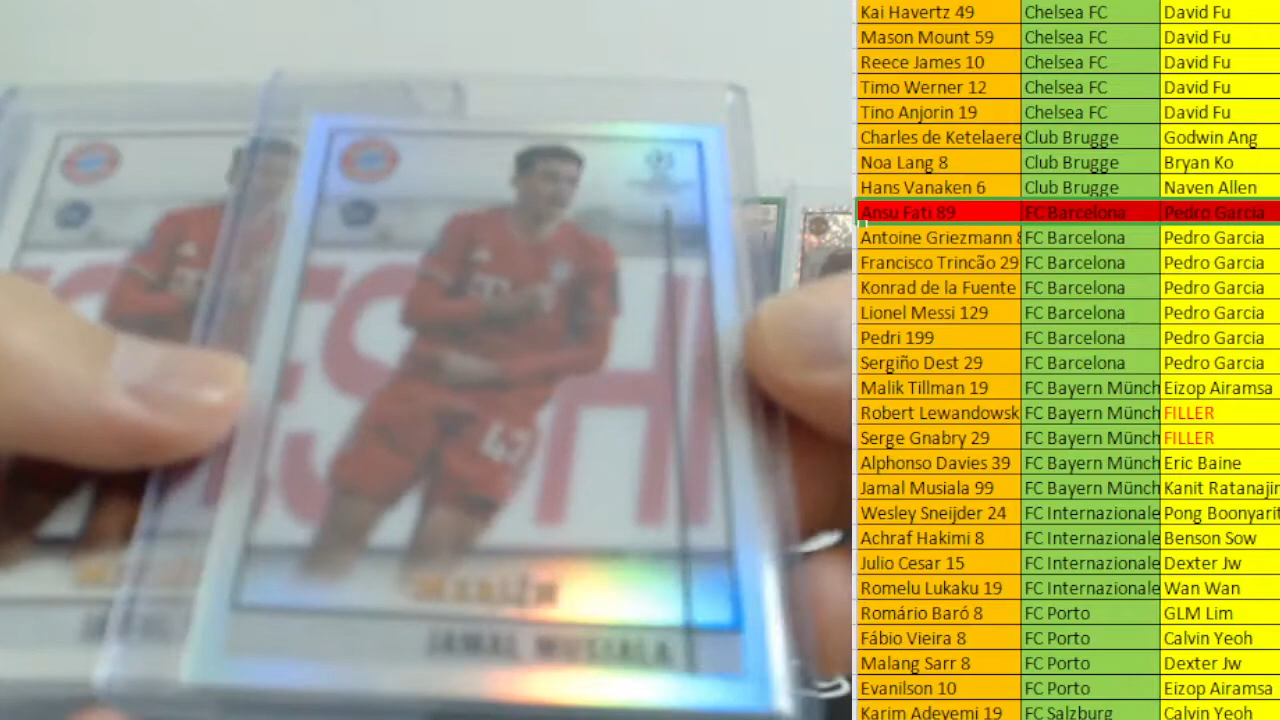 JAMAL MUSIALA
42
Kai Havertz 49 Chelsea FC David Fu
Mason Mount 59 Chelsea FC David Fu
Reece James 10 Chelsea FC David Fu
Timo Werner 12 Chelsea FC David Fu
Tino Anjorin 19 Chelsea FC David Fu
Charles de Ketelaere Club Brugge Godwin Ang
Noa Lang 8 Club Brugge Bryan Ko
Hans Vanaken 6 Club Brugge Naven Allen
Ansu Fati 89 FC Barcelona Pedro Garcia
Antoine Griezmann FC Barcelona Pedro Garcia
Francisco Trincão 29 FC Barcelona Pedro Garcia
Konrad de la Fuente FC Barcelona Pedro Garcia
Lionel Messi 129 FC Barcelona Pedro Garcia
Pedri 199 FC Barcelona Pedro Garcia
Sergiño Dest 29 FC Barcelona Pedro Garcia
Malik Tillman 19 FC Bayern Münch Eizop Airamsa
Robert Lewandowsk FC Bayern Münch FILLER
Serge Gnabry 29 FC Bayern Münch FILLER
Alphonso Davies 39 FC Bayern Münch Eric Baine
Jamal Musiala 99 FC Bayern Münch Kanit Ratanajin
Wesley Sneijder 24 FC Internazionale Pong Boonyarit
Achraf Hakimi 8 FC Internazionale Benson Sow
Julio Cesar 15 FC Internazionale Dexter Jw
Romelu Lukaku 19 FC Internazionale Wan Wan
Romário Baró 8 FC Porto GLM Lim
Fábio Vieira 8 FC Porto Calvin Yeoh
Malang Sarr 8 FC Porto Dexter Jw
Evanilson 10 FC Porto Eizop Airamsa
Karim Adeyemi 19 FC Salzburg Calvin Yeoh